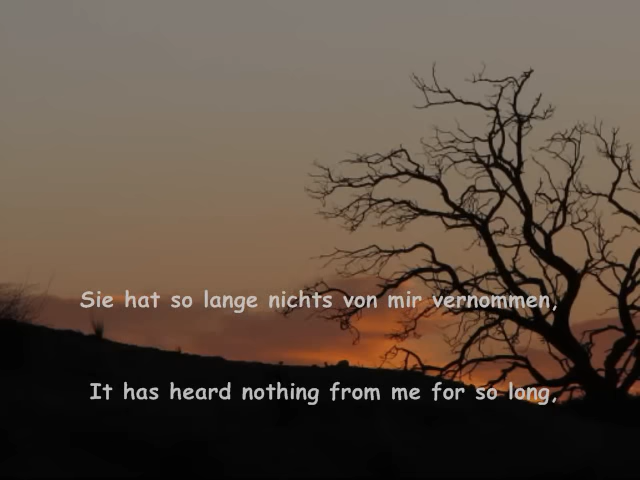 Sie hat so lange nichts von mir vernommen,
It has heard nothing from me for so long,